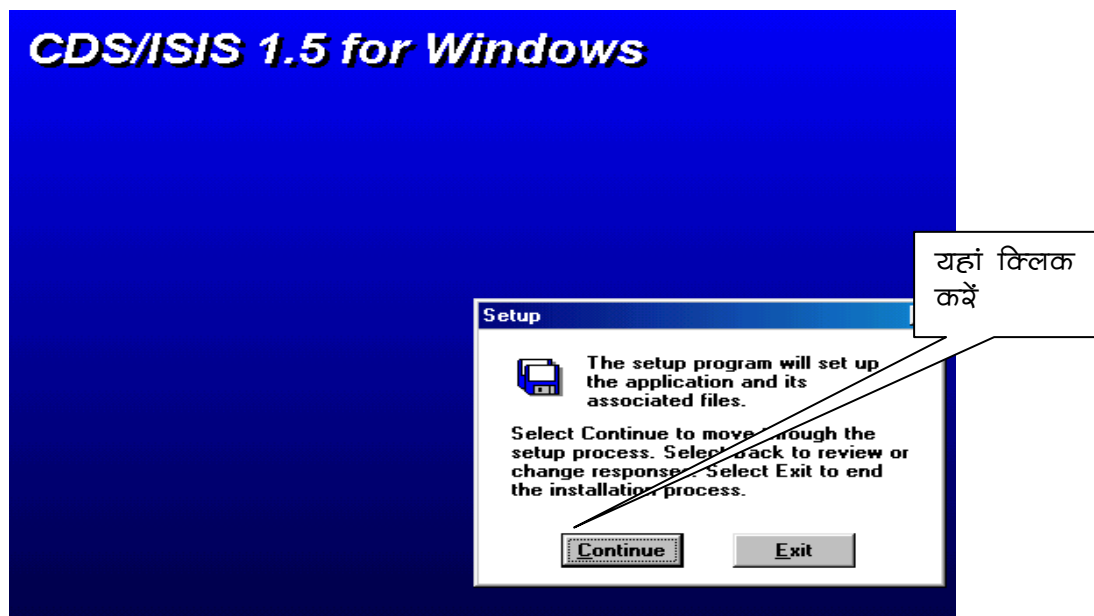 CDS/ISIS 1.5 for Windows
यहां क्लिक
करें
Setup
The setup program will set up
the application and its
associated files.
Select Continue to move through the
setup process. Select Back to review or
change responses. Select Exit to end
the installation process.
Continue
Exit